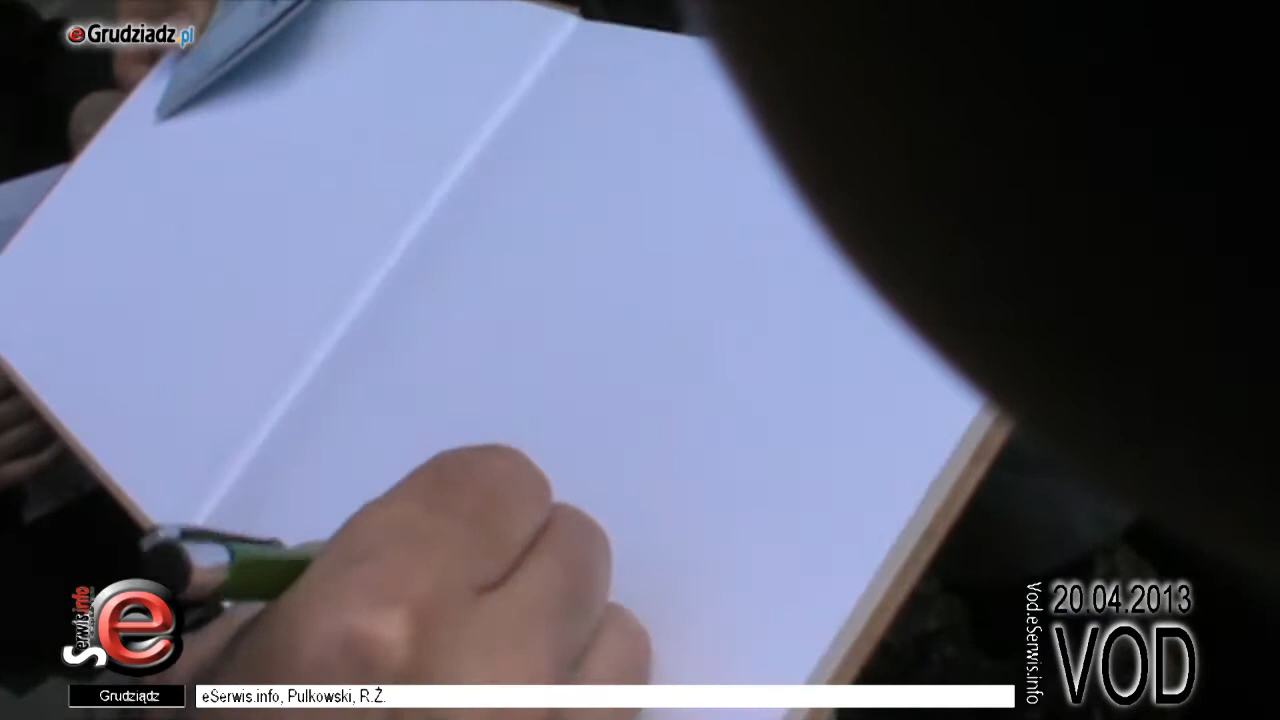 eGrudziadz.pl
eSerwis.info
Vod.eSerwis.info
20.04.2013
VOD
Grudziądz
eSerwis.info, Pulkowski, R.Ż.